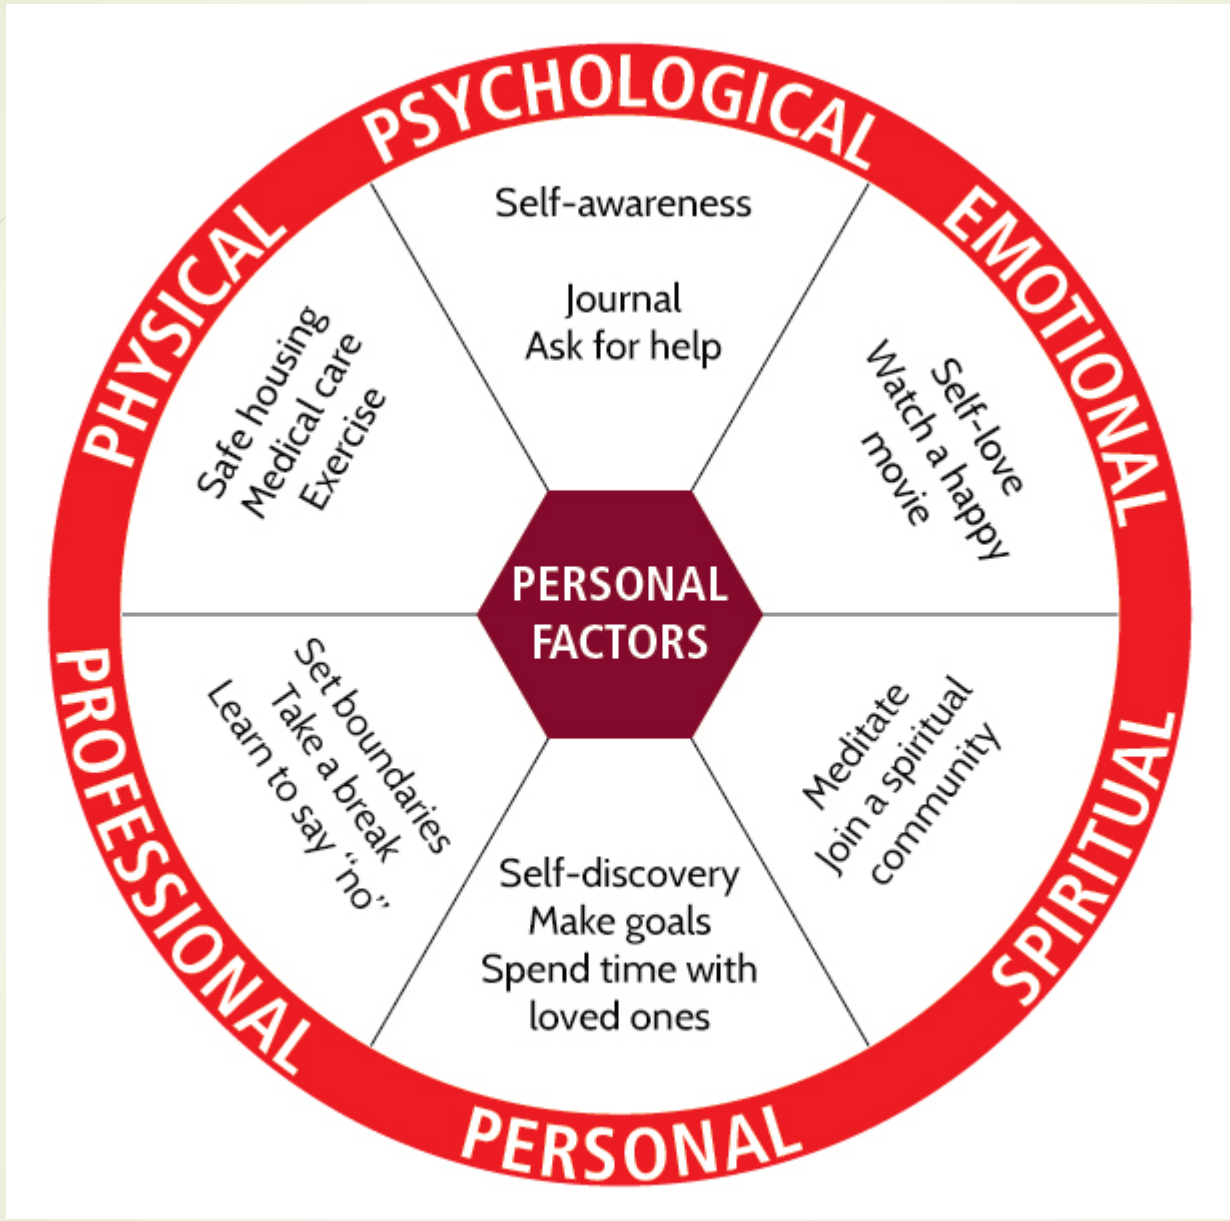 PSYCHOLOGICAL
Self-awareness
Journal
Ask for help
EMOTIONAL
Self-love
Watch a happy
movie
SPIRITUAL
Meditate
Join a spiritual
community
PERSONAL
Self-discovery
Make goals
Spend time with
loved ones
PROFESSIONAL
Set boundaries
Take a break
Learn to say “no”
PHYSICAL
Safe housing
Medical care
Exercise
PERSONAL
FACTORS